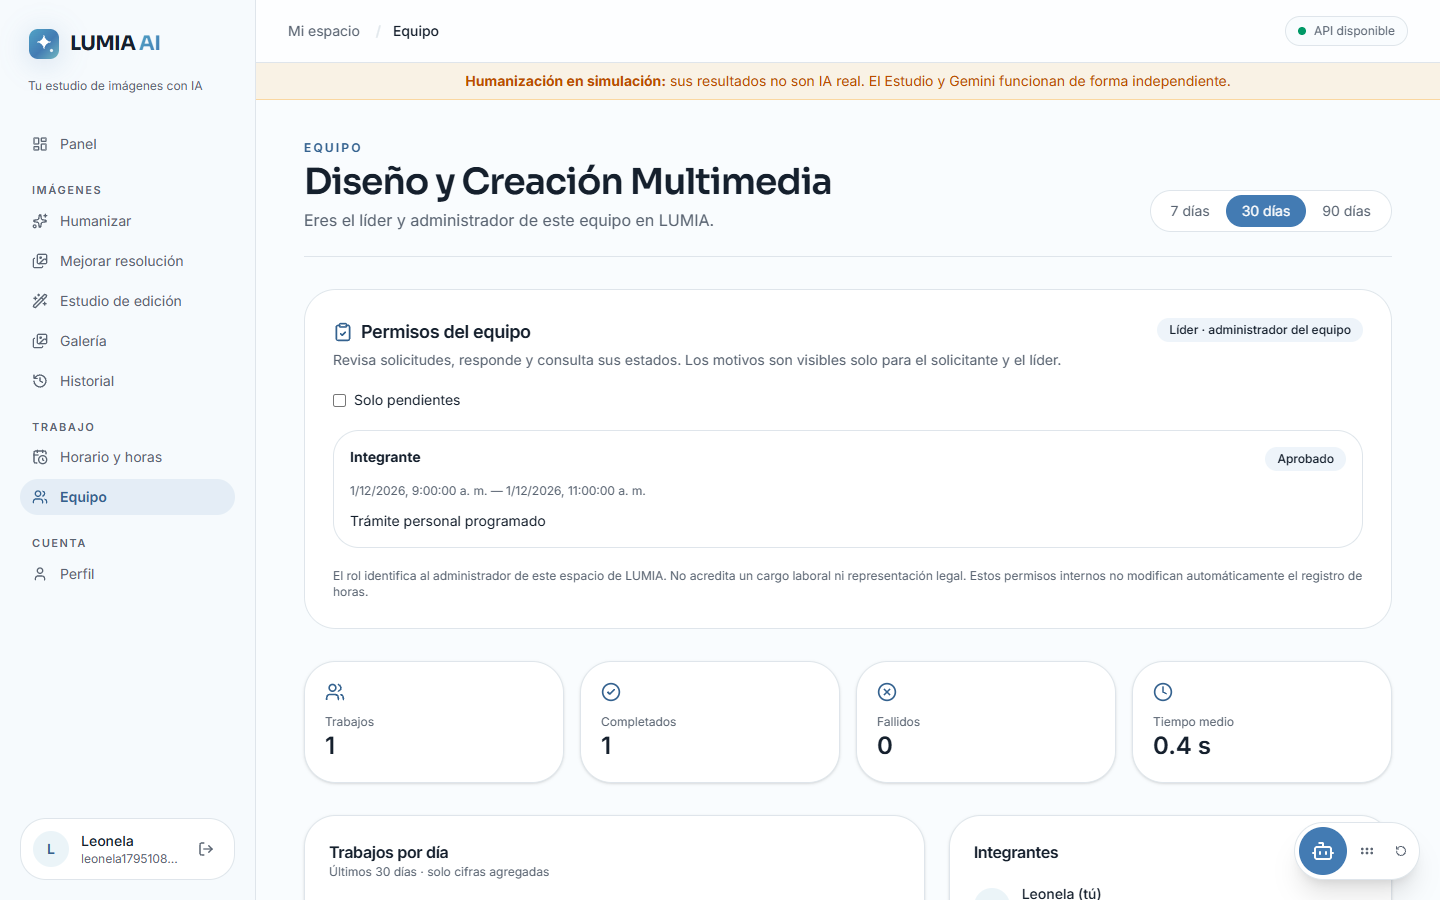 LUMIA AI
Tu estudio de imágenes con IA
Panel
IMÁGENES
Humanizar
Mejorar resolución
Estudio de edición
Galería
Historial
TRABAJO
Horario y horas
Equipo
CUENTA
Perfil
L
Leonela
leonela1795108...
Mi espacio / Equipo
API disponible
Humanización en simulación: sus resultados no son IA real. El Estudio y Gemini funcionan de forma independiente.
EQUIPO
Diseño y Creación Multimedia
Eres el líder y administrador de este equipo en LUMIA.
7 días 30 días 90 días
Permisos del equipo
Líder · administrador del equipo
Revisa solicitudes, responde y consulta sus estados. Los motivos son visibles solo para el solicitante y el líder.
Solo pendientes
Integrante
Aprobado
1/12/2026, 9:00:00 a. m. — 1/12/2026, 11:00:00 a. m.
Trámite personal programado
El rol identifica al administrador de este espacio de LUMIA. No acredita un cargo laboral ni representación legal. Estos permisos internos no modifican automáticamente el registro de
horas.
Trabajos
1
Completados
1
Fallidos
0
Tiempo medio
0.4 s
Trabajos por día
Últimos 30 días · solo cifras agregadas
Integrantes
Leonela (tú)